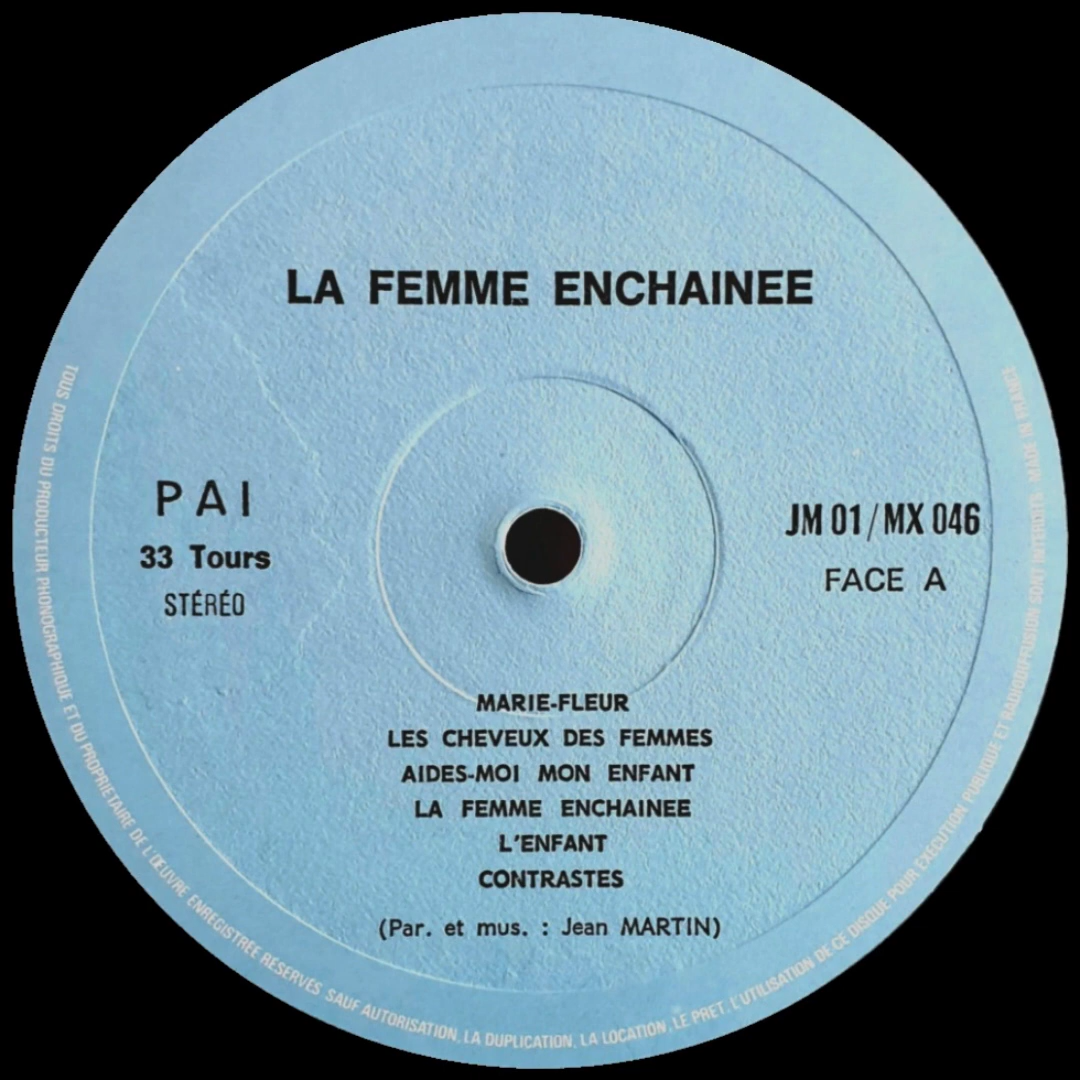 LA FEMME ENCHAINEE
PAI
33 Tours
STÉRÉO
JM 01/MX 046
FACE A
MARIE-FLEUR
LES CHEVEUX DES FEMMES
AIDES-MOI MON ENFANT
LA FEMME ENCHAINEE
L'ENFANT
CONTRASTES
(Par. et mus. : Jean MARTIN)
TOUS DROITS DU PRODUCTEUR PHONOGRAPHIQUE ET DU PROPRIETAIRE DE L'ŒUVRE ENREGISTREE RÉSERVES SAUF AUTORISATION, LA DUPLICATION, LA LOCATION, LE PRET, L'UTILISATION DE CE DISQUE POUR EXECUTION PUBLIQUE ET RADIODIFFUSION SONT INTERDITS. MADE IN FRANCE